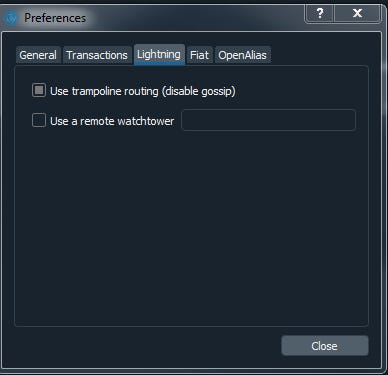 Preferences
? X
General Transactions Lightning Fiat OpenAlias
Use trampoline routing (disable gossip)
Use a remote watchtower
Close